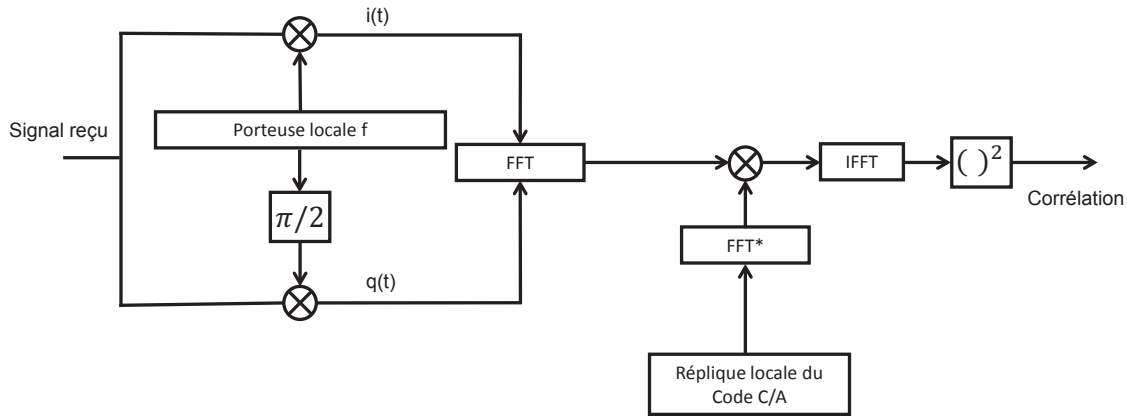 i(t)
Signal reçu
Porteuse locale f
π/2
q(t)
FFT
IFFT
( )²
Corrélation
FFT*
Réplique locale du
Code C/A